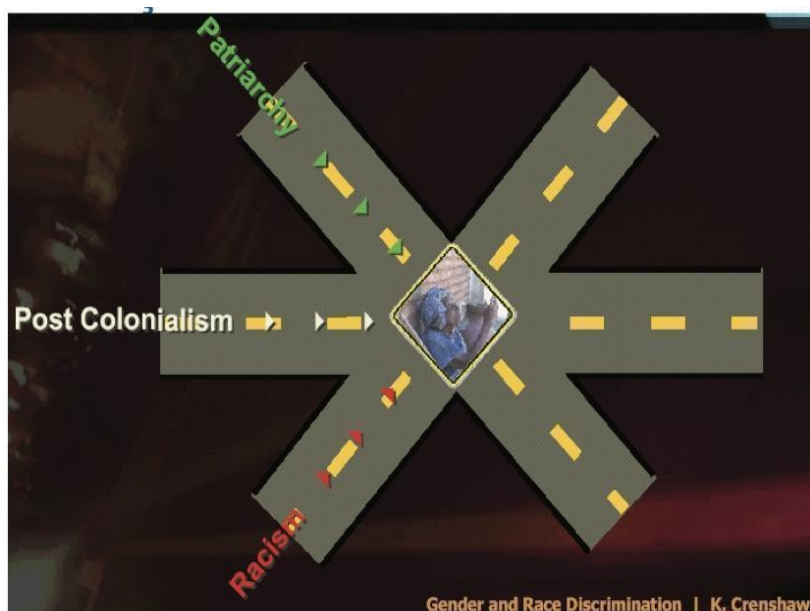 Patriarchy
Post Colonialism
Racism
Gender and Race Discrimination | K. Crenshaw